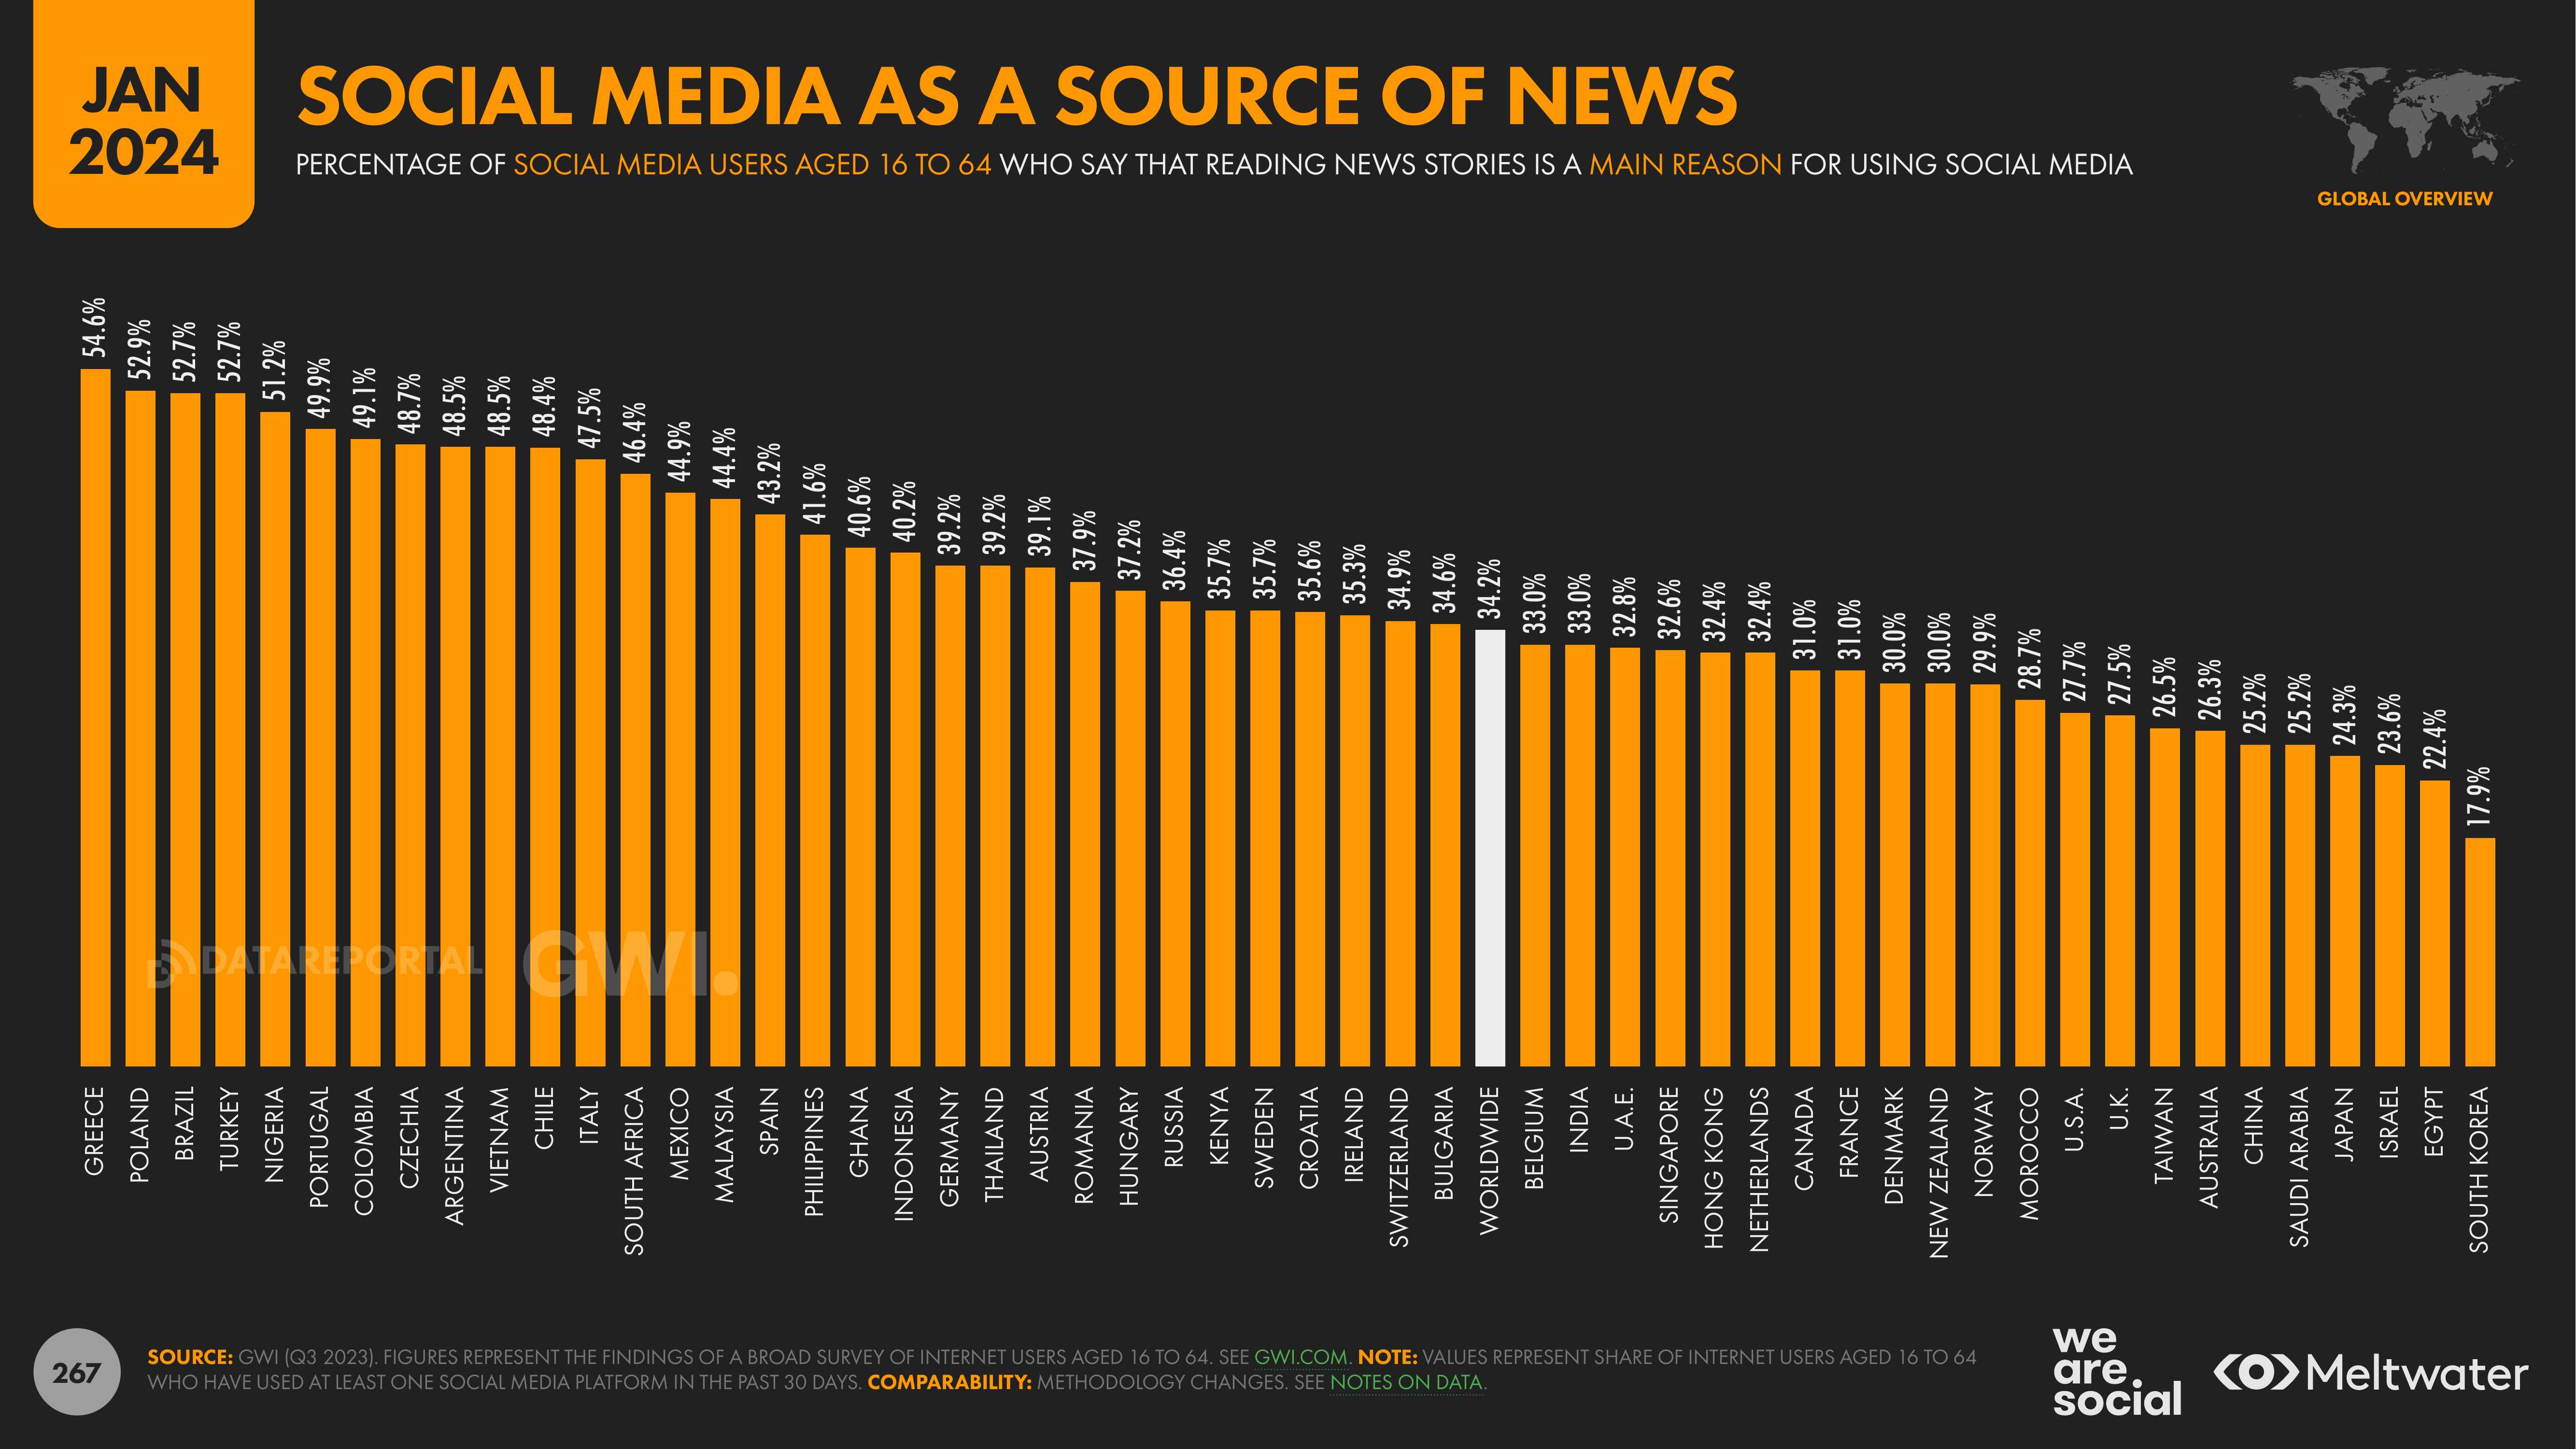 JAN
2024
SOCIAL MEDIA AS A SOURCE OF NEWS
PERCENTAGE OF SOCIAL MEDIA USERS AGED 16 TO 64 WHO SAY THAT READING NEWS STORIES IS A MAIN REASON FOR USING SOCIAL MEDIA
GLOBAL OVERVIEW
54.6%
52.9%
52.7%
52.7%
51.2%
49.9%
49.1%
48.7%
48.5%
48.5%
48.4%
47.5%
46.4%
44.9%
44.4%
43.2%
41.6%
40.6%
40.2%
39.2%
39.2%
39.1%
37.9%
37.2%
36.4%
35.7%
35.7%
35.6%
35.3%
34.9%
34.6%
34.2%
33.0%
33.0%
32.8%
32.6%
32.4%
32.4%
31.0%
31.0%
30.0%
30.0%
29.9%
28.7%
27.7%
27.5%
26.5%
26.3%
25.2%
25.2%
24.3%
23.6%
22.4%
17.9%
DATAREPORTAL
GWI.
GREECE
POLAND
BRAZIL
TURKEY
NIGERIA
PORTUGAL
COLOMBIA
CZECHIA
ARGENTINA
VIETNAM
CHILE
ITALY
SOUTH AFRICA
MEXICO
MALAYSIA
SPAIN
PHILIPPINES
GHANA
INDONESIA
GERMANY
THAILAND
AUSTRIA
ROMANIA
HUNGARY
RUSSIA
KENYA
SWEDEN
CROATIA
IRELAND
SWITZERLAND
BULGARIA
WORLDWIDE
BELGIUM
INDIA
U.A.E.
SINGAPORE
HONG KONG
NETHERLANDS
CANADA
FRANCE
DENMARK
NEW ZEALAND
NORWAY
MOROCCO
U.S.A.
U.K.
TAIWAN
AUSTRALIA
CHINA
SAUDI ARABIA
JAPAN
ISRAEL
EGYPT
SOUTH KOREA
267
SOURCE: GWI (Q3 2023). FIGURES REPRESENT THE FINDINGS OF A BROAD SURVEY OF INTERNET USERS AGED 16 TO 64. SEE GWI.COM. NOTE: VALUES REPRESENT SHARE OF INTERNET USERS AGED 16 TO 64
WHO HAVE USED AT LEAST ONE SOCIAL MEDIA PLATFORM IN THE PAST 30 DAYS. COMPARABILITY: METHODOLOGY CHANGES. SEE NOTES ON DATA.
we
are.
social
Meltwater